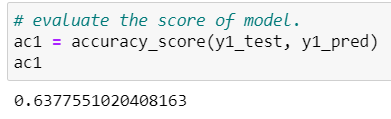 # evaluate the score of model.
ac1 = accuracy_score(y1_test, y1_pred)
ac1
0.6377551020408163